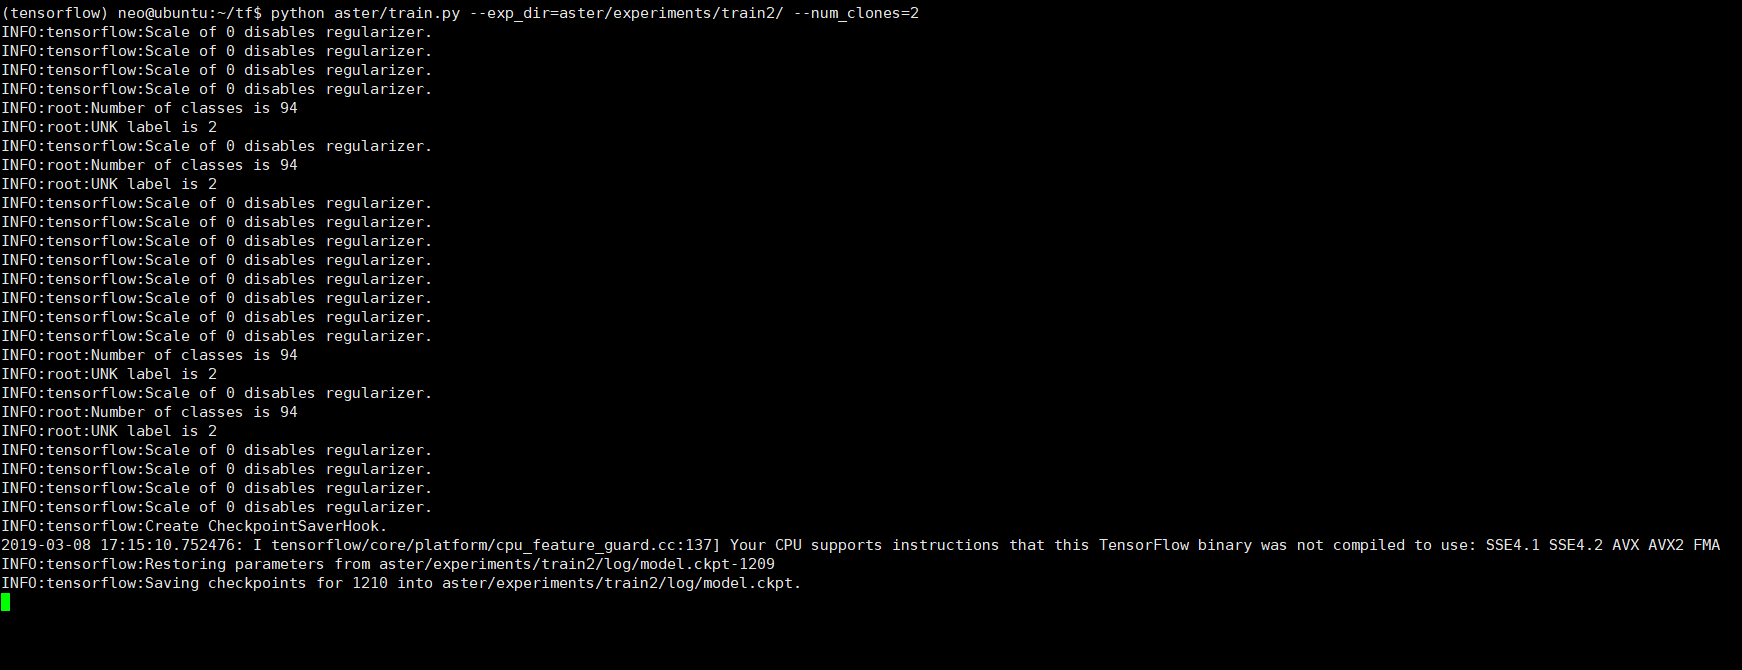 (tensorflow) neo@ubuntu:~/tf$ python aster/train.py --exp_dir=aster/experiments/train2/ --num_clones=2
INFO:tensorflow:Scale of 0 disables regularizer.
INFO:tensorflow:Scale of 0 disables regularizer.
INFO:tensorflow:Scale of 0 disables regularizer.
INFO:tensorflow:Scale of 0 disables regularizer.
INFO:root:Number of classes is 94
INFO:root:UNK label is 2
INFO:tensorflow:Scale of 0 disables regularizer.
INFO:root:Number of classes is 94
INFO:root:UNK label is 2
INFO:tensorflow:Scale of 0 disables regularizer.
INFO:tensorflow:Scale of 0 disables regularizer.
INFO:tensorflow:Scale of 0 disables regularizer.
INFO:tensorflow:Scale of 0 disables regularizer.
INFO:tensorflow:Scale of 0 disables regularizer.
INFO:tensorflow:Scale of 0 disables regularizer.
INFO:tensorflow:Scale of 0 disables regularizer.
INFO:tensorflow:Scale of 0 disables regularizer.
INFO:root:Number of classes is 94
INFO:root:UNK label is 2
INFO:tensorflow:Scale of 0 disables regularizer.
INFO:root:Number of classes is 94
INFO:root:UNK label is 2
INFO:tensorflow:Scale of 0 disables regularizer.
INFO:tensorflow:Scale of 0 disables regularizer.
INFO:tensorflow:Scale of 0 disables regularizer.
INFO:tensorflow:Scale of 0 disables regularizer.
INFO:tensorflow:Create CheckpointSaverHook.
2019-03-08 17:15:10.752476: I tensorflow/core/platform/cpu_feature_guard.cc:137] Your CPU supports instructions that this TensorFlow binary was not compiled to use: SSE4.1 SSE4.2 AVX AVX2 FMA
INFO:tensorflow:Restoring parameters from aster/experiments/train2/log/model.ckpt-1209
INFO:tensorflow:Saving checkpoints for 1210 into aster/experiments/train2/log/model.ckpt.